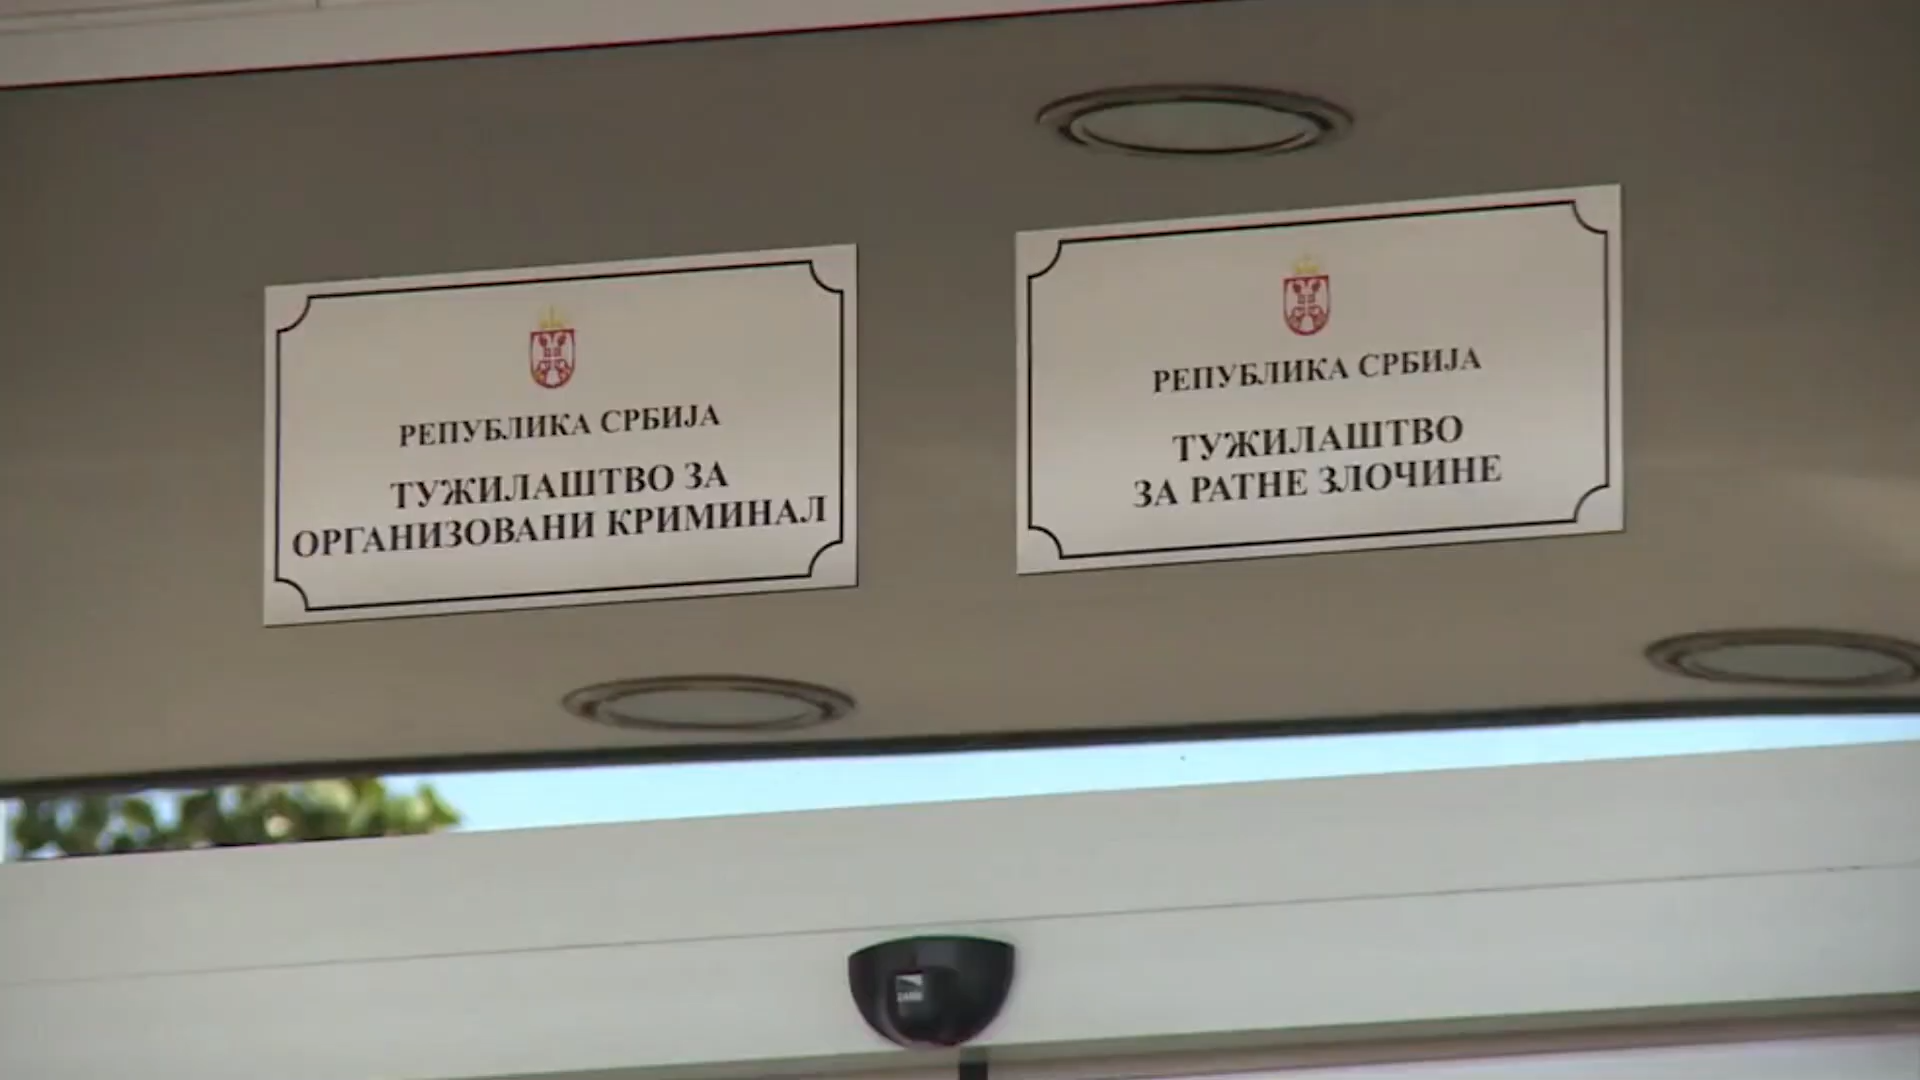 РЕПУБЛИКА СРБИЈА
ТУЖИЛАШТВО ЗА
ОРГАНИЗОВАНИ КРИМИНАЛ
РЕПУБЛИКА СРБИЈА
ТУЖИЛАШТВО
ЗА РАТНЕ ЗЛОЧИНЕ